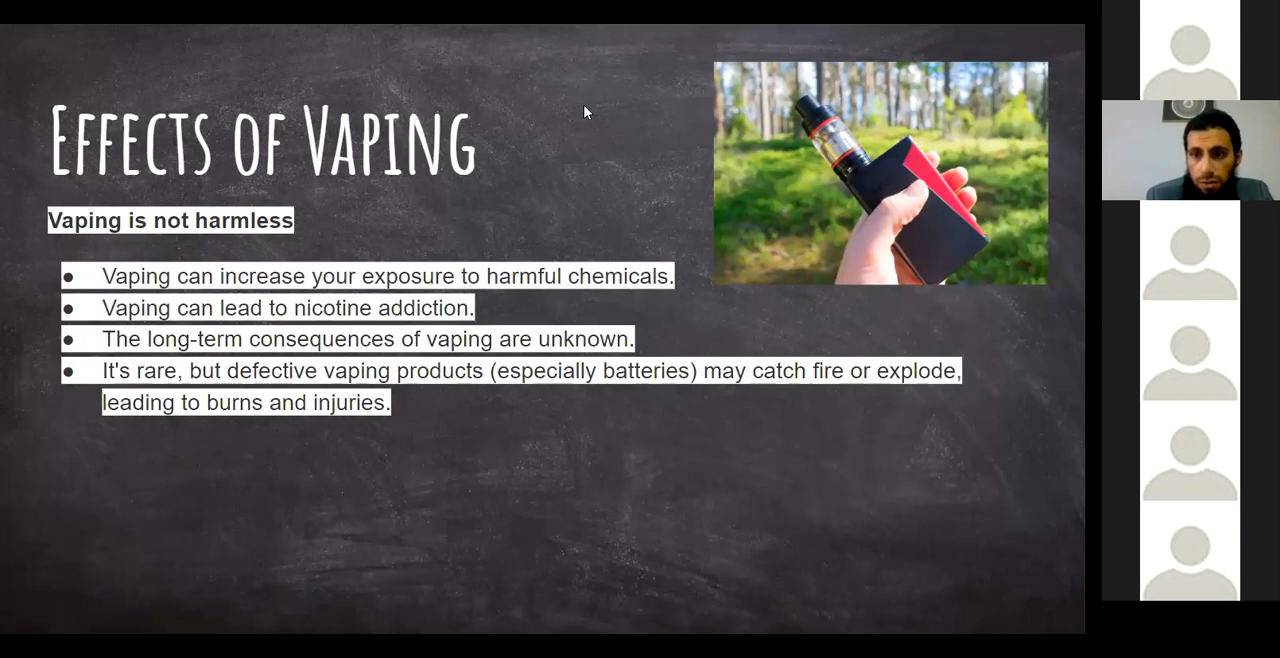 Effects of Vaping
Vaping is not harmless
● Vaping can increase your exposure to harmful chemicals.
● Vaping can lead to nicotine addiction.
● The long-term consequences of vaping are unknown.
● It's rare, but defective vaping products (especially batteries) may catch fire or explode,
leading to burns and injuries.